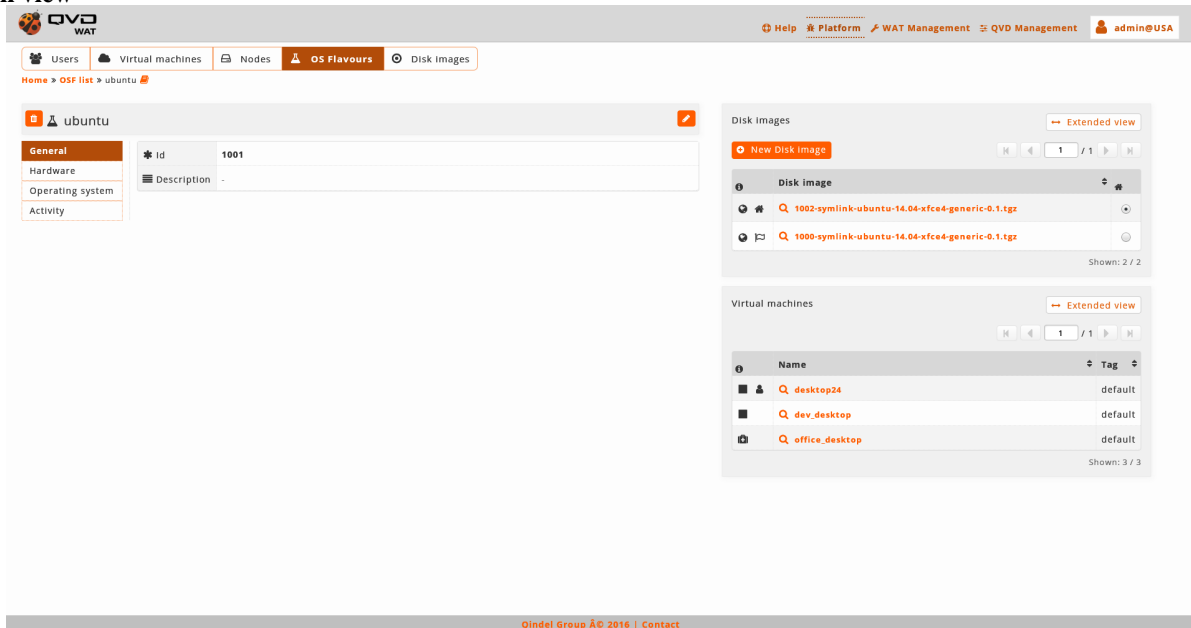 QVD
WAT
Help Platform WAT Management QVD Management admin@USA
Users Virtual machines Nodes OS Flavours Disk Images
Home » OSF list » ubuntu
ubuntu
General
Hardware
Operating system
Activity
Id 1001
Description -
Disk images
Extended view
New Disk image
1 / 1
Disk image
1002-symlink-ubuntu-14.04-xfce4-generic-0.1.tgz
1000-symlink-ubuntu-14.04-xfce4-generic-0.1.tgz
Shown: 2 / 2
Virtual machines
Extended view
1 / 1
Name Tag
desktop24 default
dev_desktop default
office_desktop default
Shown: 3 / 3
Qindel Group Â© 2016 | Contact